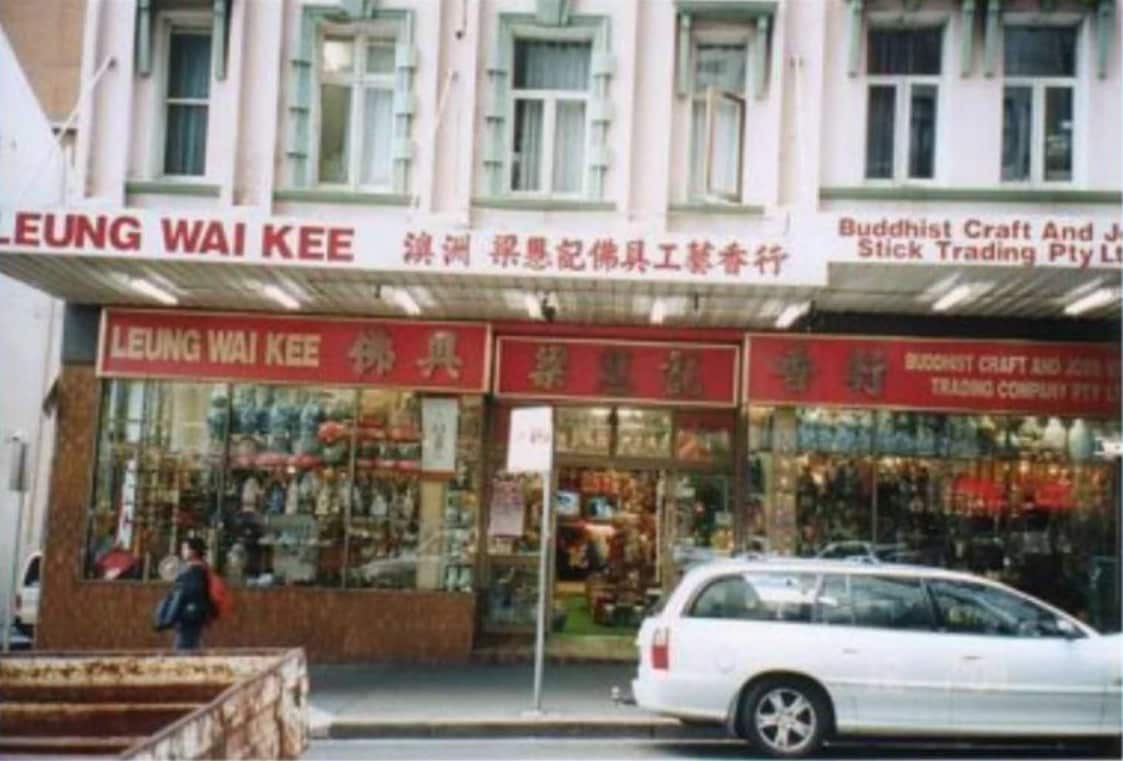 LEUNG WAI KEE
澳洲 梁慧記佛具工藝香行
Buddhist Craft And Jo
Stick Trading Pty Lt
LEUNG WAI KEE 佛具
梁慧記
香行
BUDDHIST CRAFT AND JOSS
TRADING COMPANY PTY L